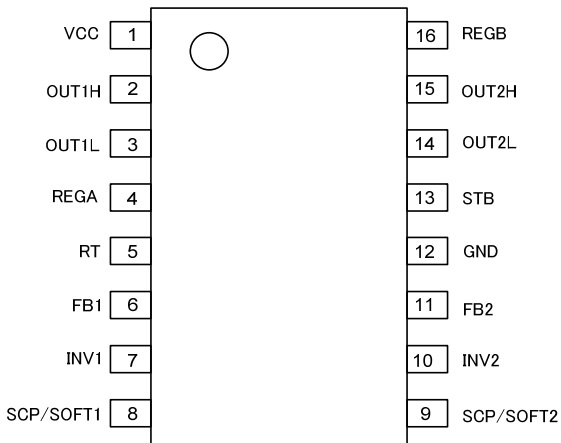 VCC 1 16 REGB
OUT1H 2 15 OUT2H
OUT1L 3 14 OUT2L
REGA 4 13 STB
RT 5 12 GND
FB1 6 11 FB2
INV1 7 10 INV2
SCP/SOFT1 8 9 SCP/SOFT2